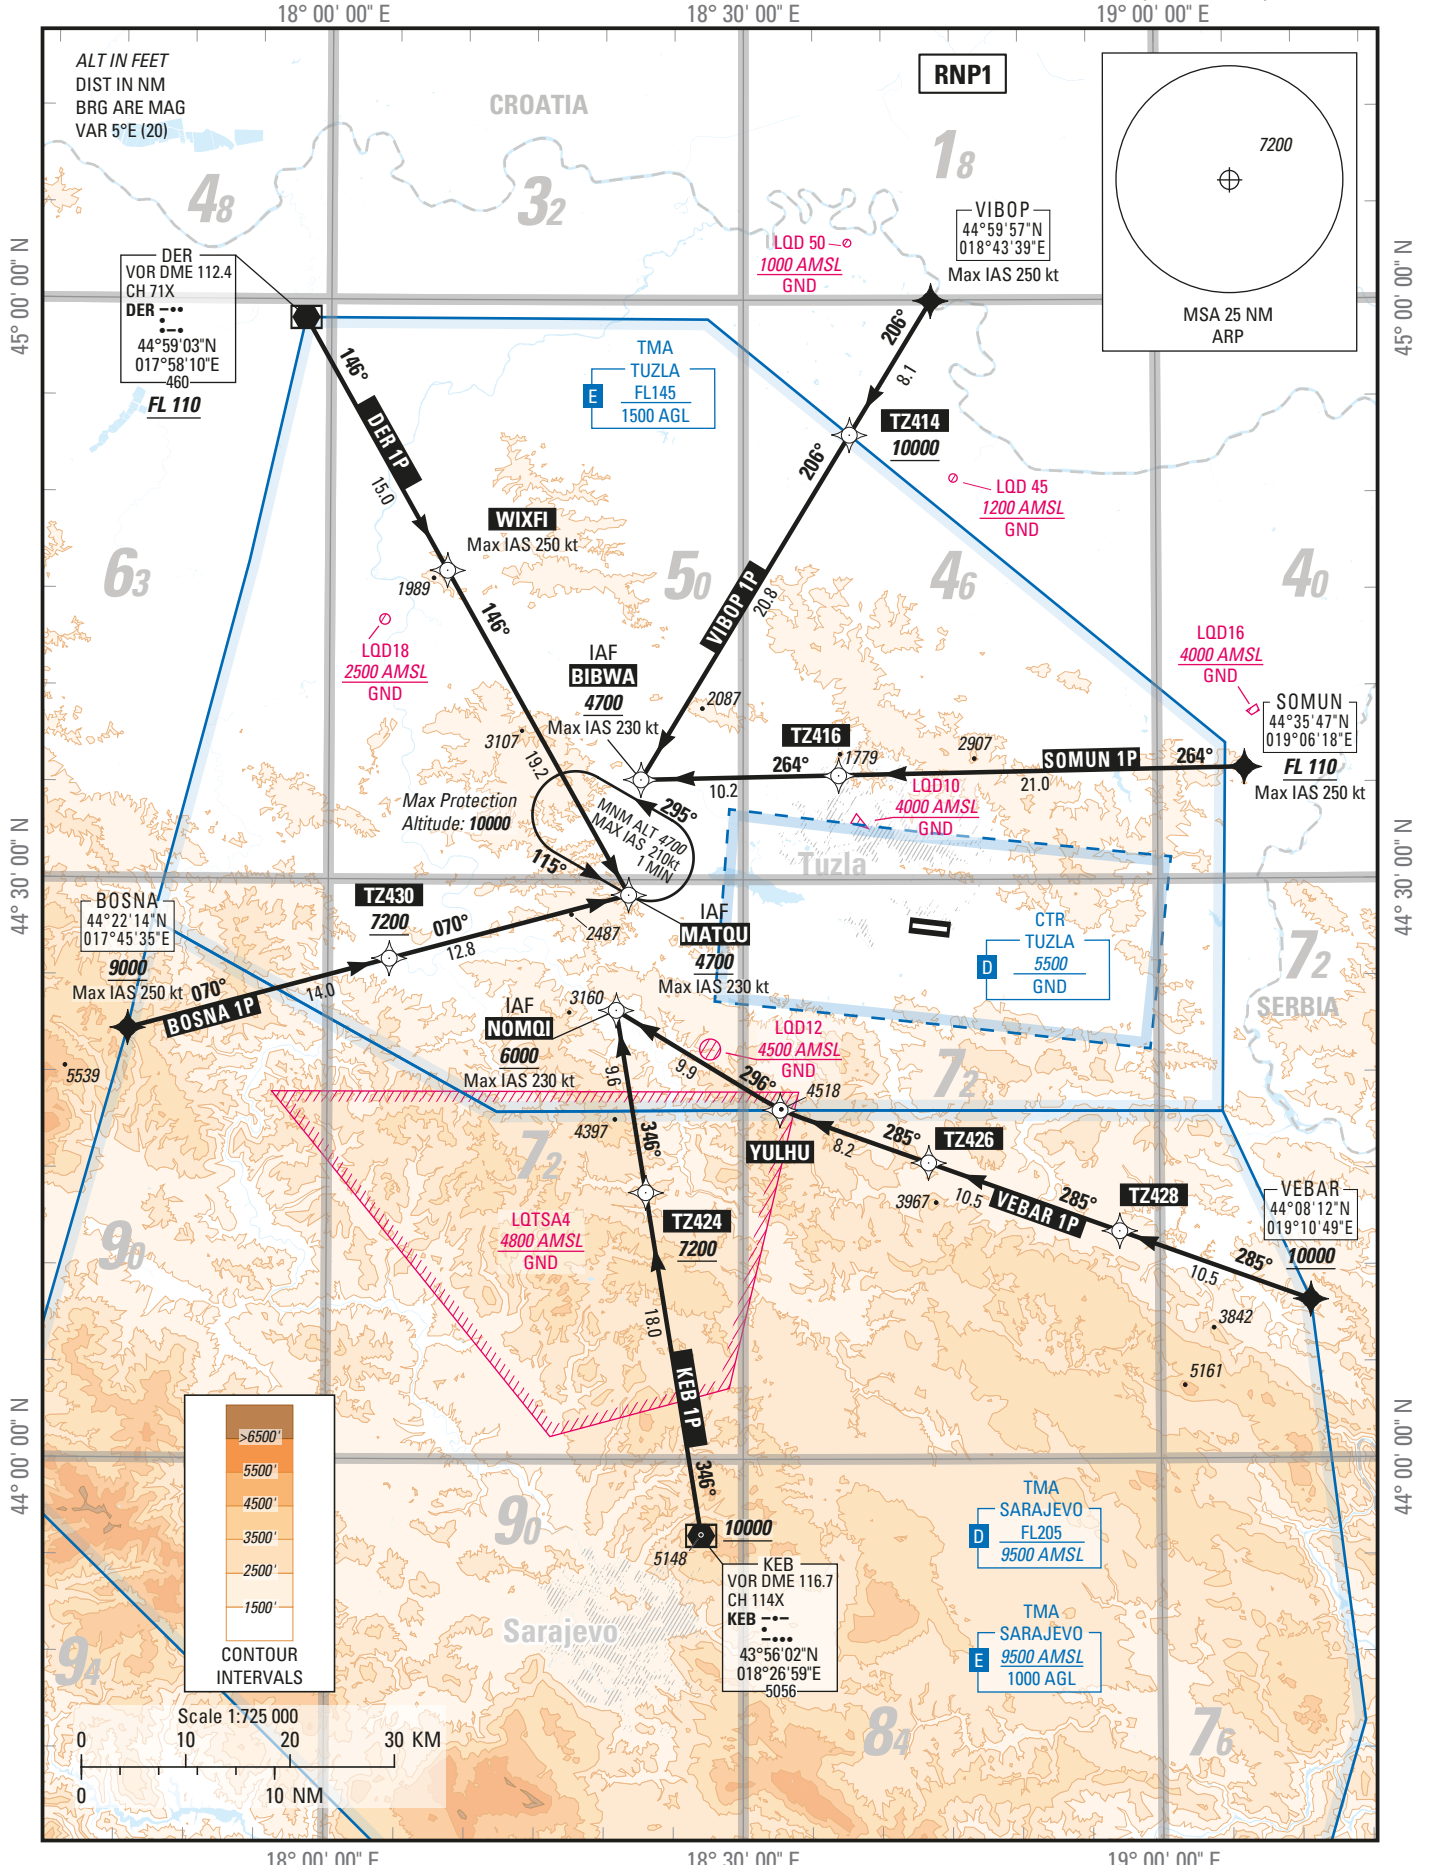 18° 00' 00" E
18° 30' 00" E
19° 00' 00" E
ALT IN FEET
DIST IN NM
BRG ARE MAG
VAR 5°E (20)
RNP1
7200
MSA 25 NM
ARP
CROATIA
48
32
18
45° 00' 00" N
45° 00' 00" N
VIBOP
44°59'57"N
018°43'39"E
Max IAS 250 kt
LQD 50
1000 AMSL
GND
DER
VOR DME 112.4
CH 71X
DER
44°59'03"N
017°58'10"E
460
FL 110
146°
DER 1P
15.0
TMA
TUZLA
E
FL145
1500 AGL
206°
8.1
TZ414
10000
206°
LQD 45
1200 AMSL
GND
WIXFI
Max IAS 250 kt
1989
146°
63
50
46
40
VIBOP 1P
20.8
LQD18
2500 AMSL
GND
LQD16
4000 AMSL
GND
IAF
BIBWA
4700
Max IAS 230 kt
2087
3107
19.2
TZ416
1779
2907
264°
10.2
SOMUN 1P
21.0
264°
SOMUN
44°35'47"N
019°06'18"E
FL 110
Max IAS 250 kt
LQD10
4000 AMSL
GND
Max Protection
Altitude: 10000
295°
MNM ALT 4700
MAX IAS 210kt
1 MIN
115°
Tuzla
44° 30' 00" N
44° 30' 00" N
BOSNA
44°22'14"N
017°45'35"E
9000
Max IAS 250 kt
070°
BOSNA 1P
14.0
TZ430
7200
070°
12.8
2487
IAF
MATQU
4700
Max IAS 230 kt
CTR
TUZLA
D
5500
GND
72
SERBIA
5539
3160
IAF
NOMQI
6000
Max IAS 230 kt
LQD12
4500 AMSL
GND
9.6
9.9
296°
4518
72
4397
346°
YULHU
8.2
285°
TZ426
72
3967
10.5
VEBAR 1P
285°
TZ428
VEBAR
44°08'12"N
019°10'49"E
10000
285°
10.5
TZ424
7200
LQTSA4
4800 AMSL
GND
90
18.0
3842
5161
KEB 1P
44° 00' 00" N
44° 00' 00" N
346°
>6500'
5500'
4500'
3500'
2500'
1500'
CONTOUR
INTERVALS
90
10000
5148
KEB
VOR DME 116.7
CH 114X
KEB
43°56'02"N
018°26'59"E
5056
Sarajevo
TMA
SARAJEVO
D
FL205
9500 AMSL
TMA
SARAJEVO
E
9500 AMSL
1000 AGL
94
84
76
Scale 1:725 000
0 10 20 30 KM
0 10 NM
18° 00' 00" E
18° 30' 00" E
19° 00' 00" E